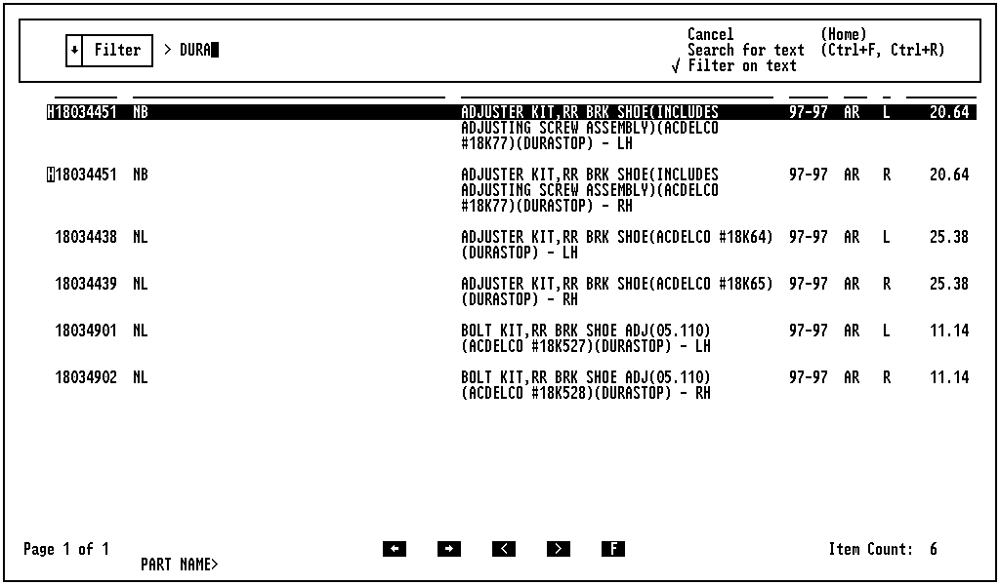 Cancel (Home)
↓ Filter > DURA Search for text (Ctrl+F, Ctrl+R)
√ Filter on text
H18034451 NB ADJUSTER KIT,RR BRK SHOE(INCLUDES 97-97 AR L 20.64
ADJUSTING SCREW ASSEMBLY)(ACDELCO
#18K77)(DURASTOP) - LH
H18034451 NB ADJUSTER KIT,RR BRK SHOE(INCLUDES 97-97 AR R 20.64
ADJUSTING SCREW ASSEMBLY)(ACDELCO
#18K77)(DURASTOP) - RH
18034438 NL ADJUSTER KIT,RR BRK SHOE(ACDELCO #18K64) 97-97 AR L 25.38
(DURASTOP) - LH
18034439 NL ADJUSTER KIT,RR BRK SHOE(ACDELCO #18K65) 97-97 AR R 25.38
(DURASTOP) - RH
18034901 NL BOLT KIT,RR BRK SHOE ADJ(05.110) 97-97 AR L 11.14
(ACDELCO #18K527)(DURASTOP) - LH
18034902 NL BOLT KIT,RR BRK SHOE ADJ(05.110) 97-97 AR R 11.14
(ACDELCO #18K528)(DURASTOP) - RH
Page 1 of 1 ← → < > F Item Count: 6
PART NAME>